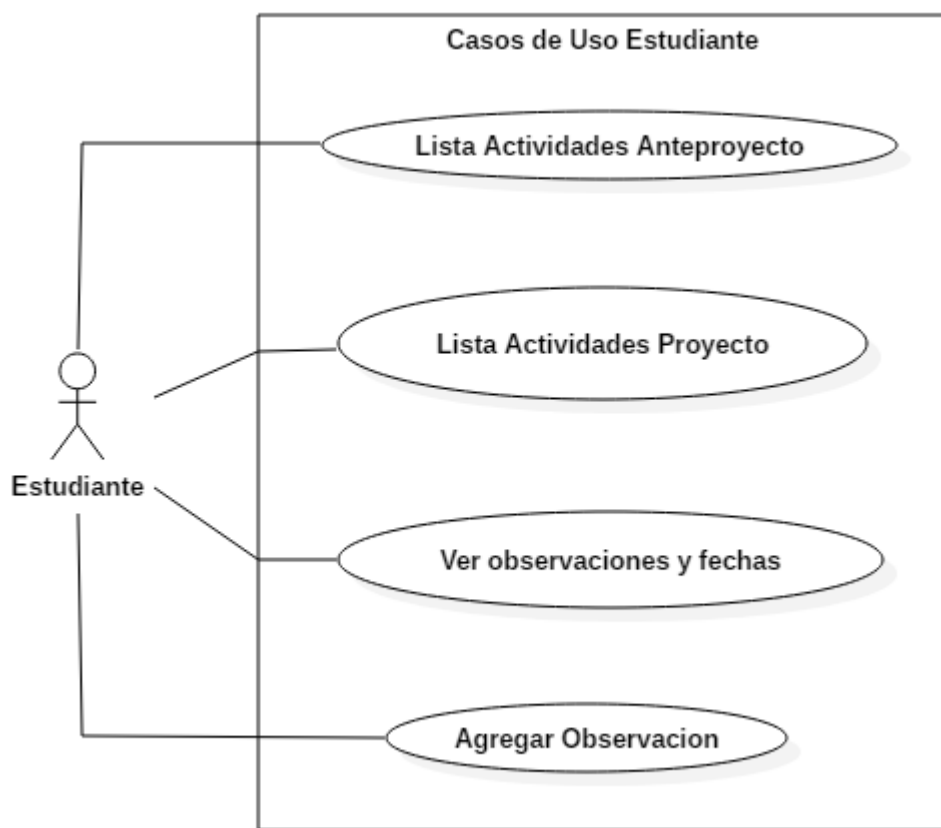 Casos de Uso Estudiante
Lista Actividades Anteproyecto
Lista Actividades Proyecto
Estudiante
Ver observaciones y fechas
Agregar Observacion